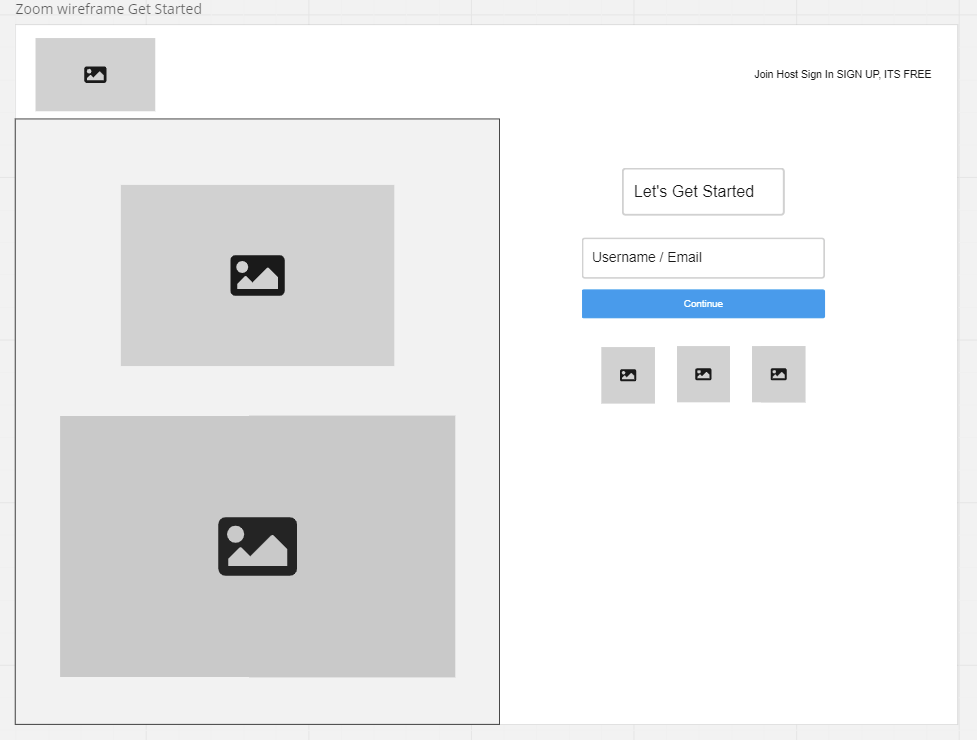 Zoom wireframe Get Started
Join Host Sign In SIGN UP, ITS FREE
Let's Get Started
Username / Email
Continue